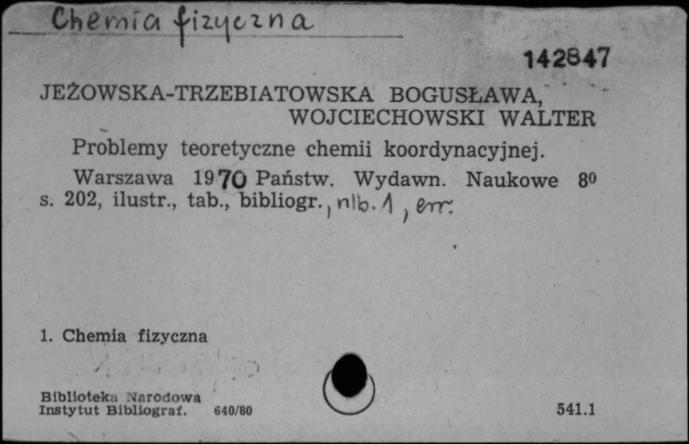 Chemia fizyczna
142847
JEŻOWSKA-TRZEBIATOWSKA BOGUSŁAWA,
WOJCIECHOWSKI WALTER
Problemy teoretyczne chemii koordynacyjnej.
Warszawa 1970 Państw. Wydawn. Naukowe 8⁰
s. 202, ilustr., tab., bibliogr., nlb. 1, err.
1. Chemia fizyczna
Biblioteka Narodowa
Instytut Bibliograf. 640/80
541.1